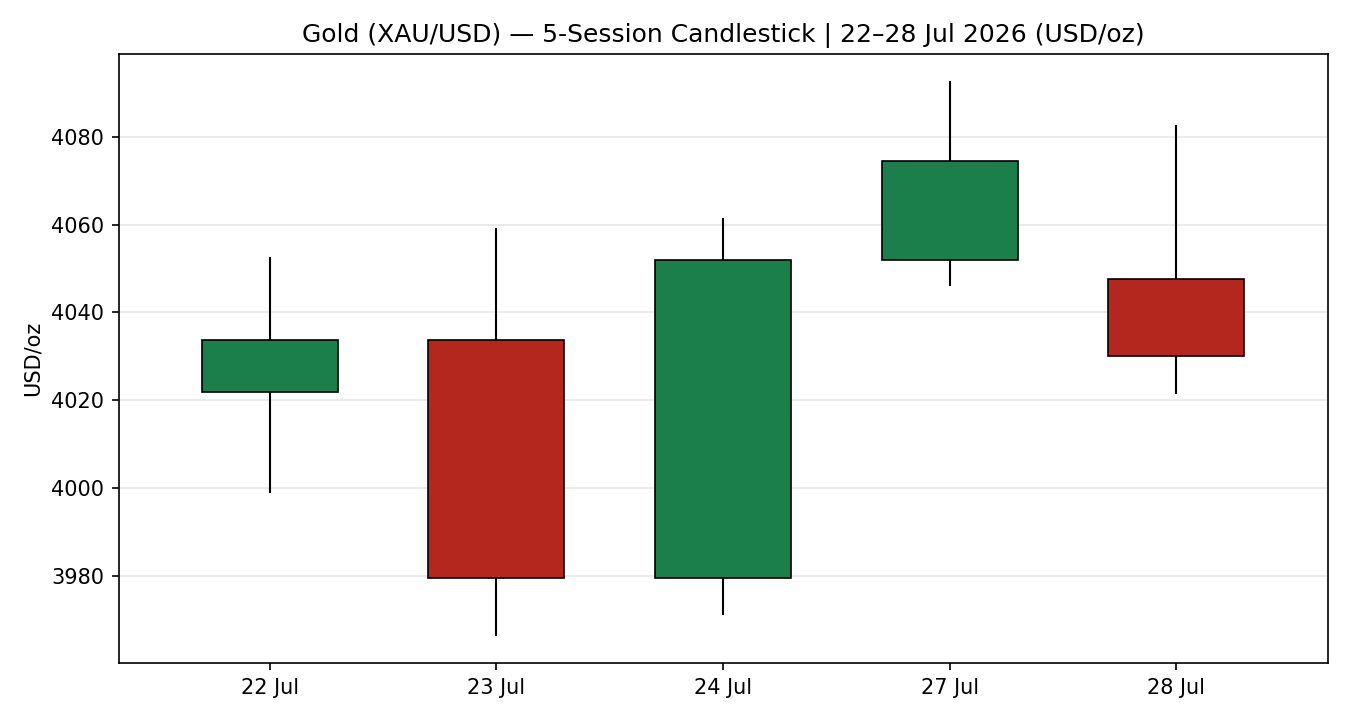 Gold (XAU/USD) — 5-Session Candlestick | 22–28 Jul 2026 (USD/oz)
USD/oz
4080
4060
4040
4020
4000
3980
22 Jul
23 Jul
24 Jul
27 Jul
28 Jul